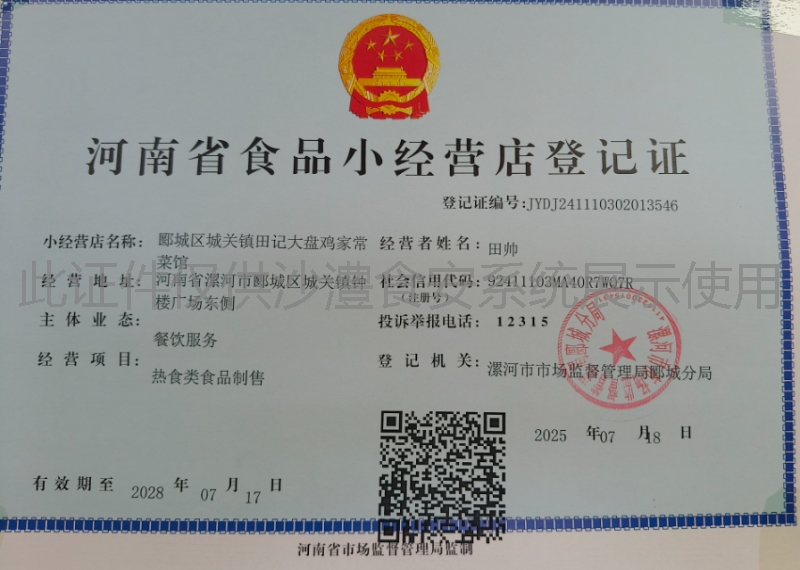 河南省食品小经营店登记证
登记证编号:JYDJ241110302013546
小经营店名称: 郾城区城关镇田记大盘鸡家常
菜馆
经营者姓名: 田帅
经营地址: 河南省漯河市郾城区城关镇钟
楼广场东侧
社会信用代码: 92411103MA40R7WQ7R
(注册号)
主体业态: 餐饮服务
投诉举报电话: 12315
经营项目: 热食类食品制售
登记机关: 漯河市市场监督管理局郾城分局
2025 年07 月18 日
有效期至 2028 年 07 月 17 日
河南省市场监督管理局监制
此证件仅供沙澧食安系统展示使用